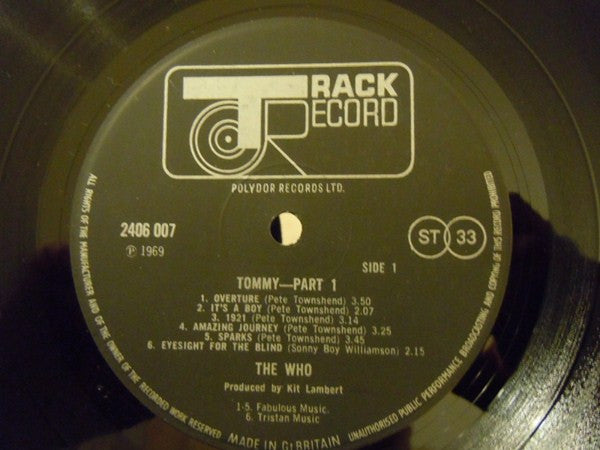 TRACK
RECORD
POLYDOR RECORDS LTD.
2406 007
℗ 1969
SIDE 1
ST 33
TOMMY—PART 1
1. OVERTURE (Pete Townshend) 3.50
2. IT'S A BOY (Pete Townshend) 2.07
3. 1921 (Pete Townshend) 3.14
4. AMAZING JOURNEY (Pete Townshend) 3.25
5. SPARKS (Pete Townshend) 3.45
6. EYESIGHT FOR THE BLIND (Sonny Boy Williamson) 2.15
THE WHO
Produced by Kit Lambert
1-5. Fabulous Music.
6. Tristan Music
ALL RIGHTS OF THE MANUFACTURER AND OF THE OWNER OF THE RECORDED WORK RESERVED
MADE IN Gt BRITAIN
UNAUTHORISED PUBLIC PERFORMANCE BROADCASTING AND COPYING OF THIS RECORD PROHIBITED